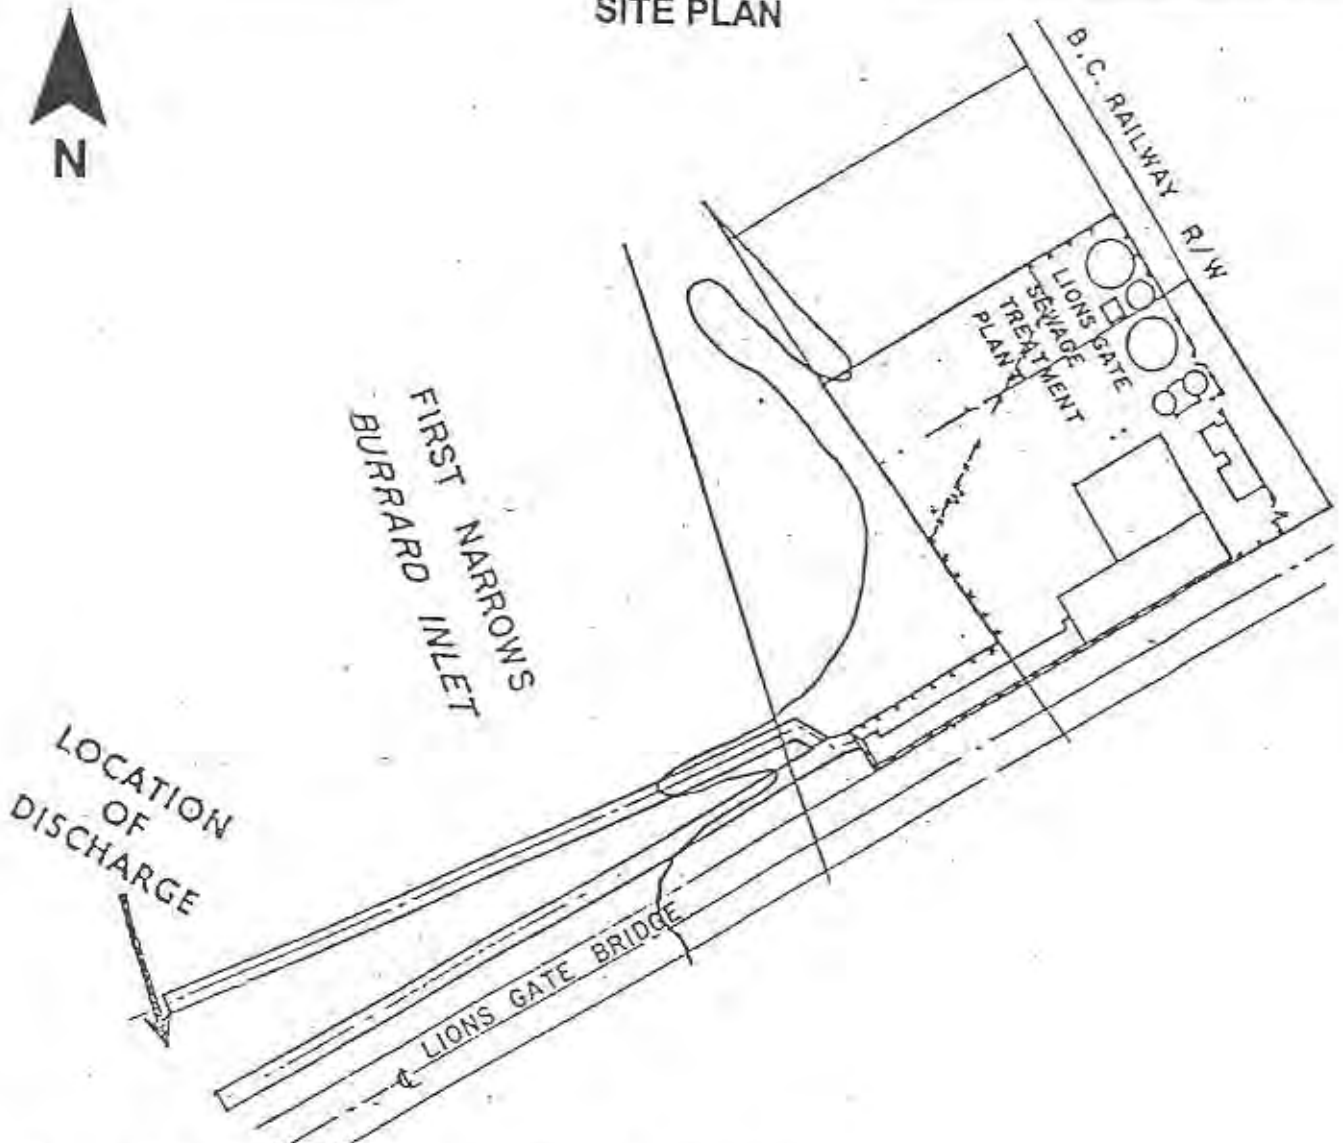 SITE PLAN
N
B.C. RAILWAY R/W
LIONS GATE
SEWAGE
TREATMENT
PLANT
FIRST NARROWS
BURRARD INLET
LOCATION
OF
DISCHARGE
℄ LIONS GATE BRIDGE